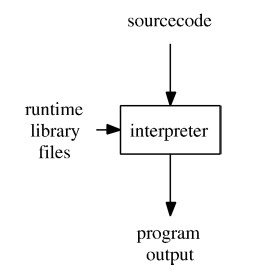 sourcecode
runtime
library
files
interpreter
program
output